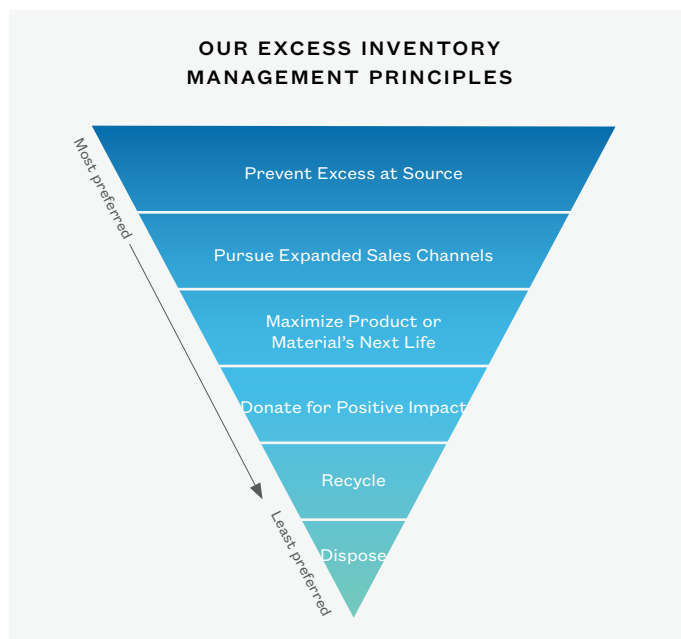 OUR EXCESS INVENTORY
MANAGEMENT PRINCIPLES
Most preferred
Prevent Excess at Source
Pursue Expanded Sales Channels
Maximize Product or
Material's Next Life
Donate for Positive Impact
Recycle
Dispose
Least preferred